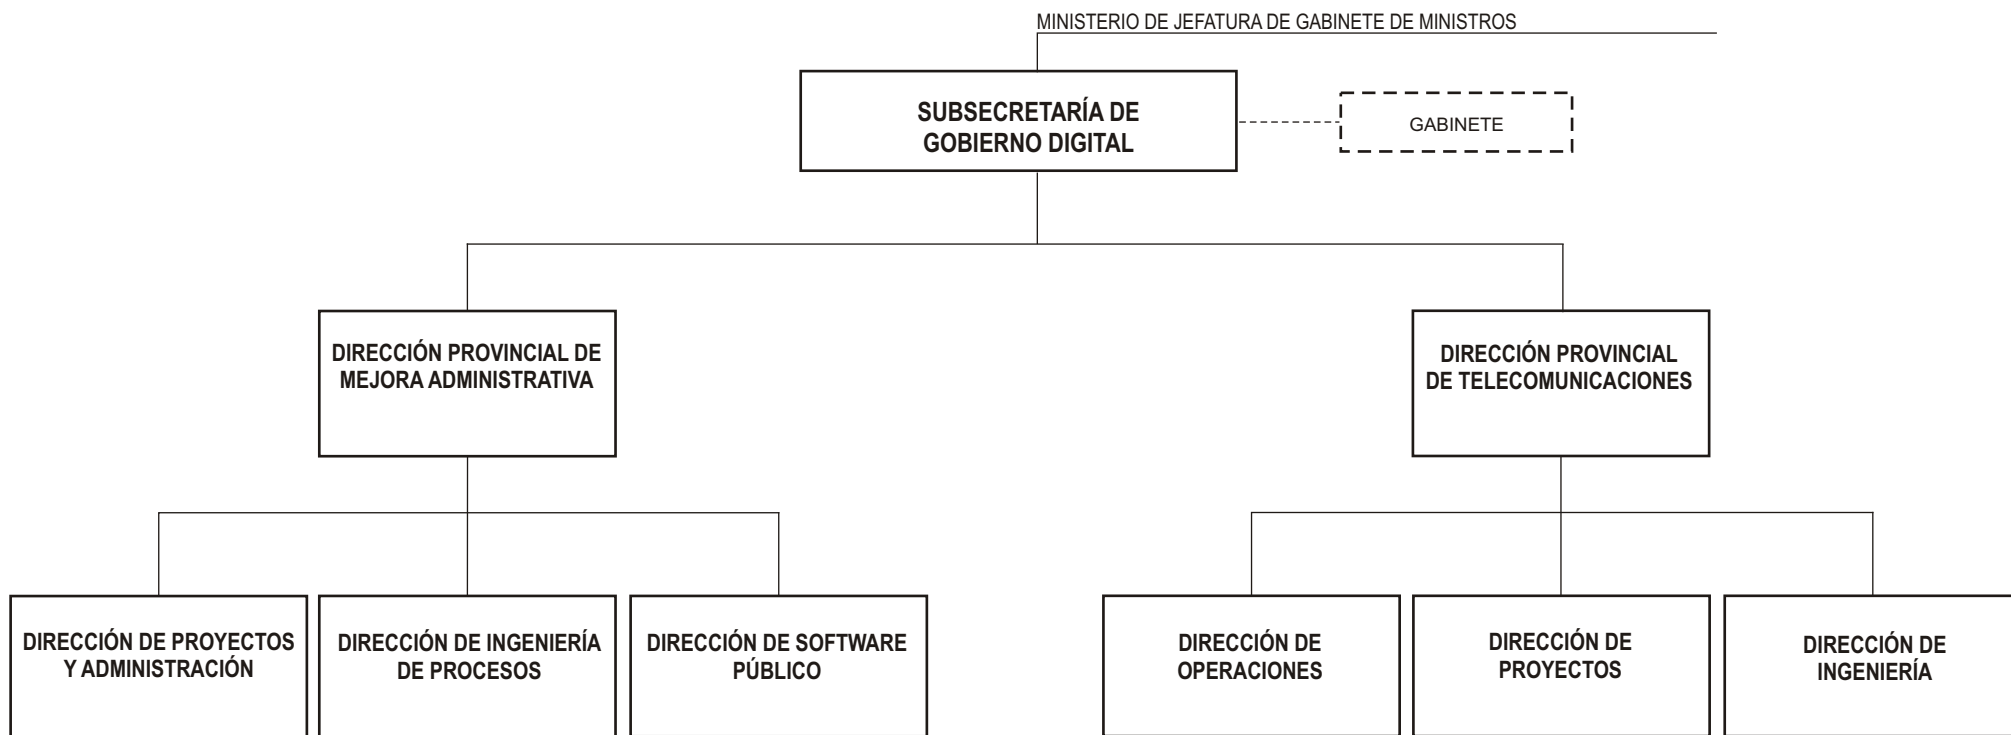 MINISTERIO DE JEFATURA DE GABINETE DE MINISTROS
SUBSECRETARÍA DE
GOBIERNO DIGITAL
GABINETE
DIRECCIÓN PROVINCIAL DE
MEJORA ADMINISTRATIVA
DIRECCIÓN PROVINCIAL
DE TELECOMUNICACIONES
DIRECCIÓN DE PROYECTOS
Y ADMINISTRACIÓN
DIRECCIÓN DE INGENIERÍA
DE PROCESOS
DIRECCIÓN DE SOFTWARE
PÚBLICO
DIRECCIÓN DE
OPERACIONES
DIRECCIÓN DE
PROYECTOS
DIRECCIÓN DE
INGENIERÍA